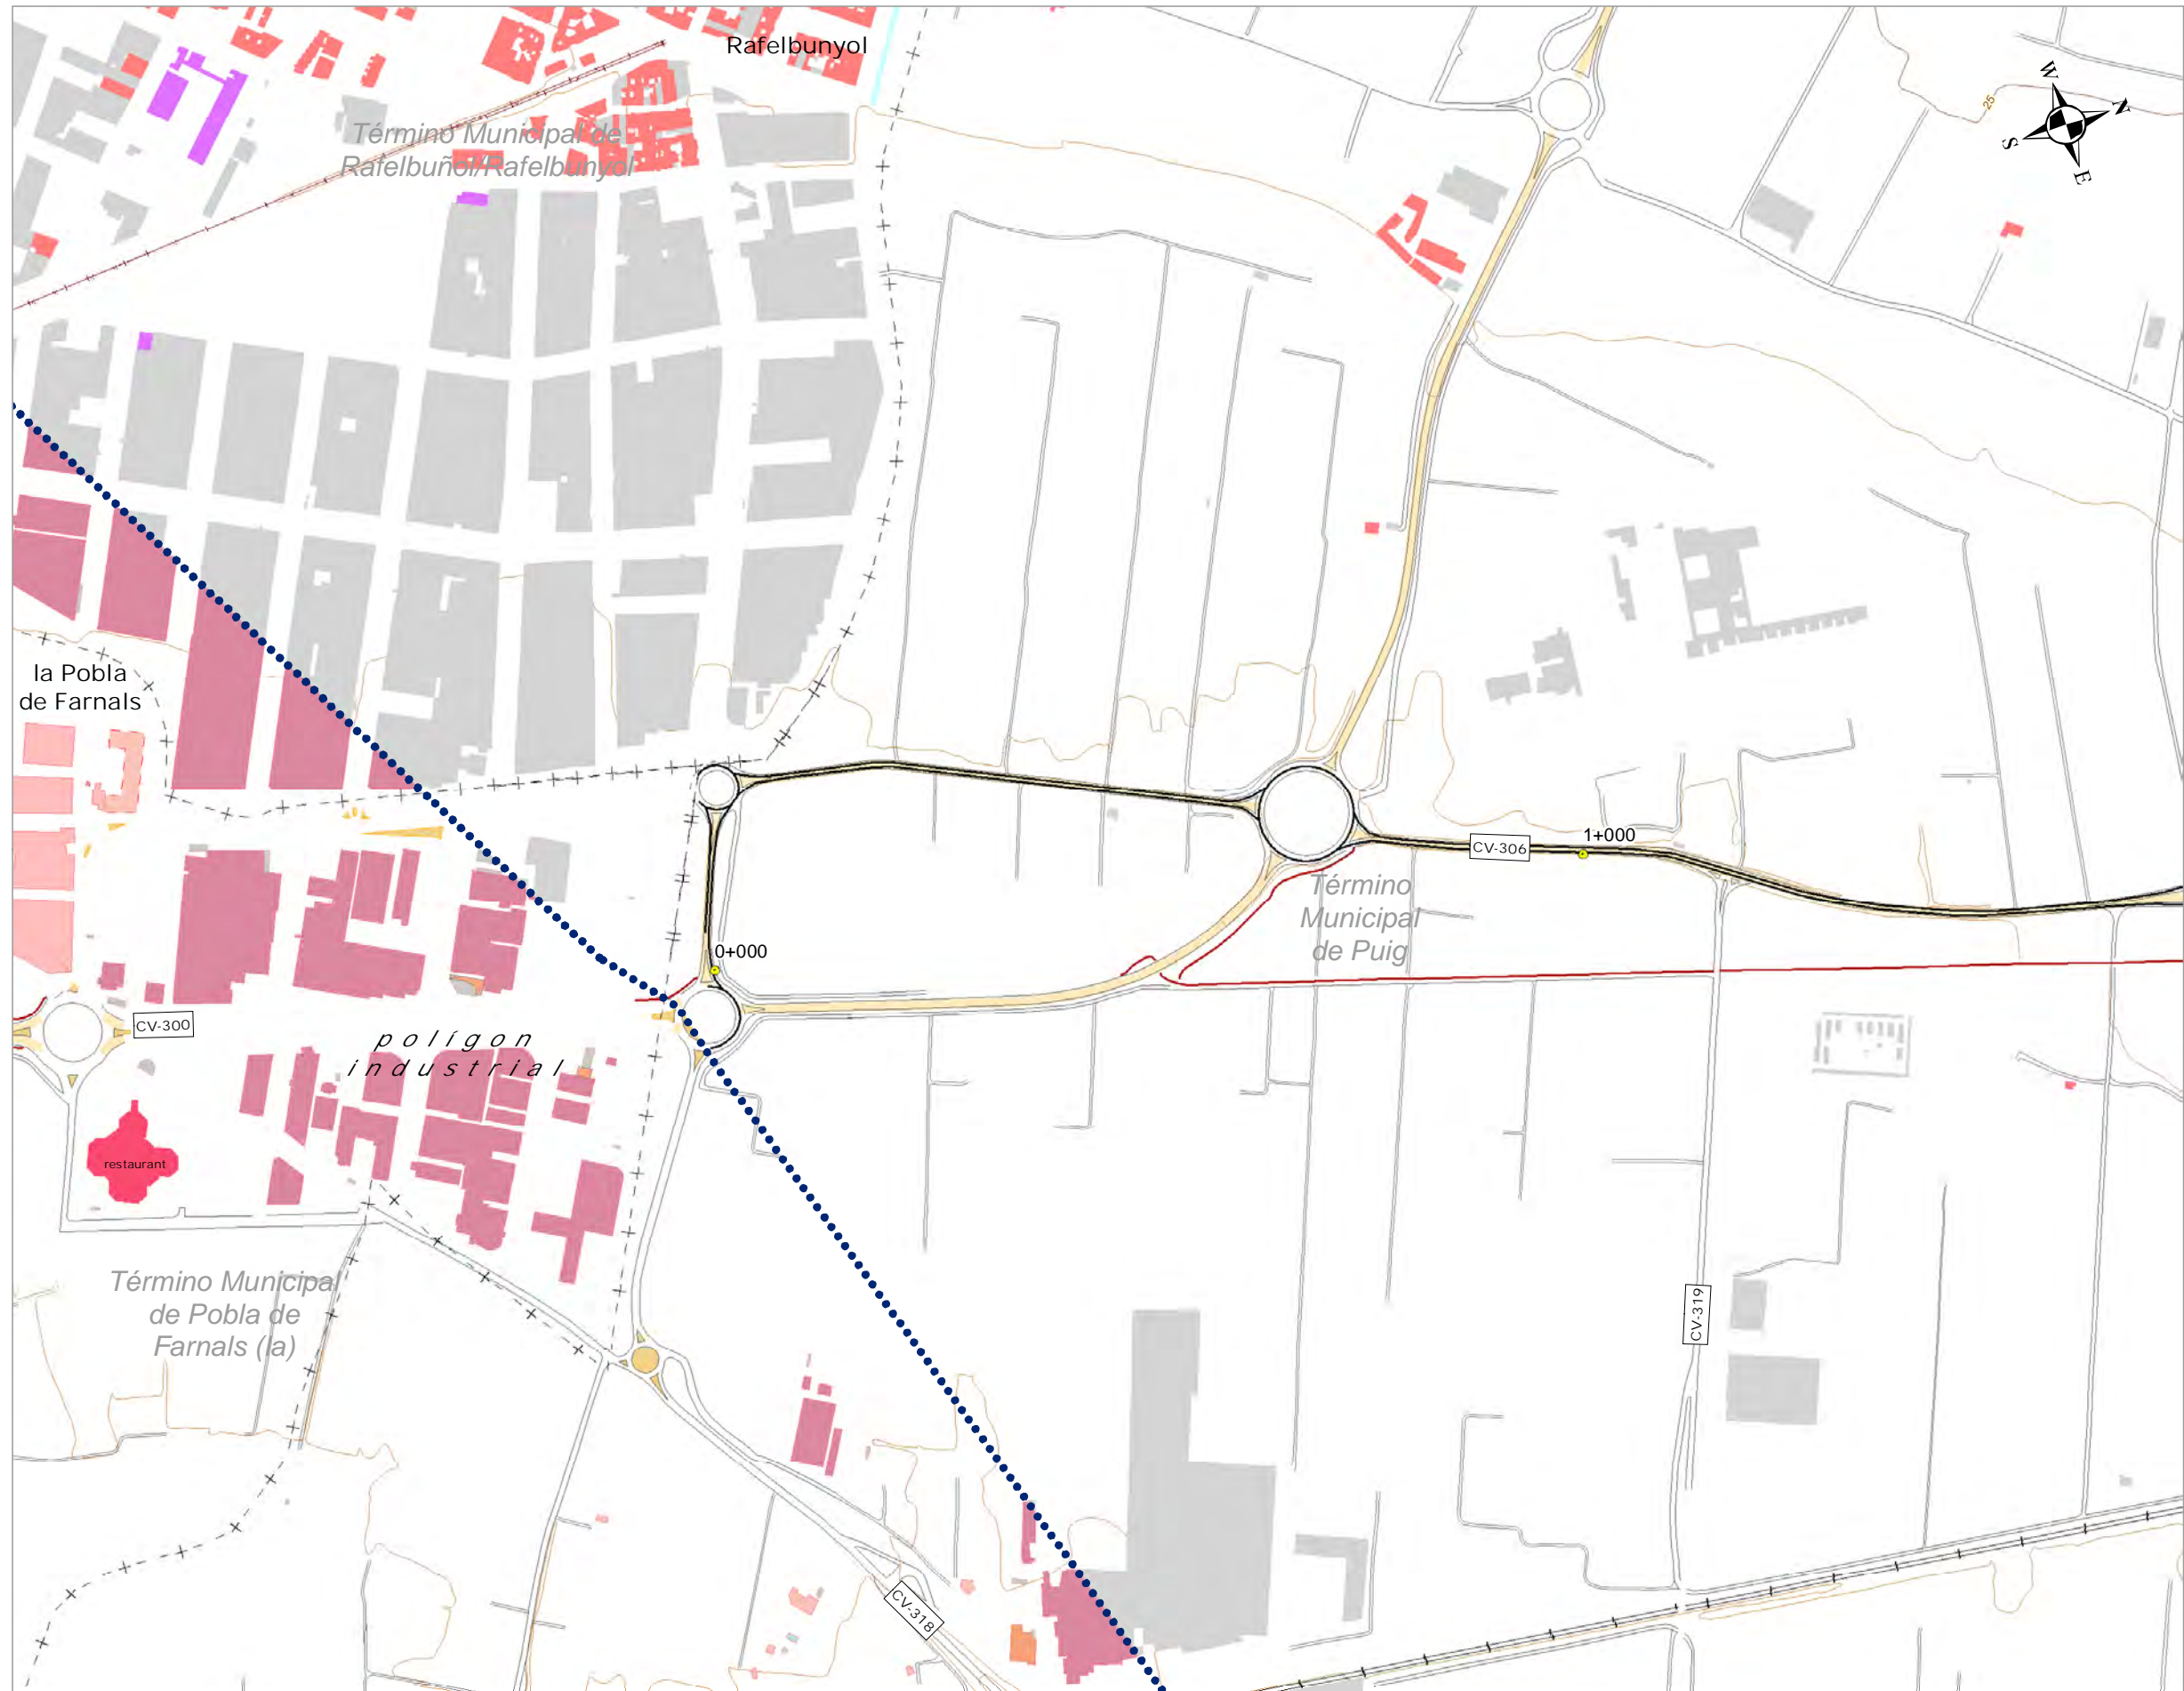 Rafelbunyol
W
N
S
E
25
Término Municipal de
Rafelbuñol/Rafelbunyol
la Pobla
de Farnals
1+000
CV-306
Término
Municipal
de Puig
0+000
CV-300
polígon
industrial
restaurant
Término Municipal
de Pobla de
Farnals (la)
CV-319
CV-318